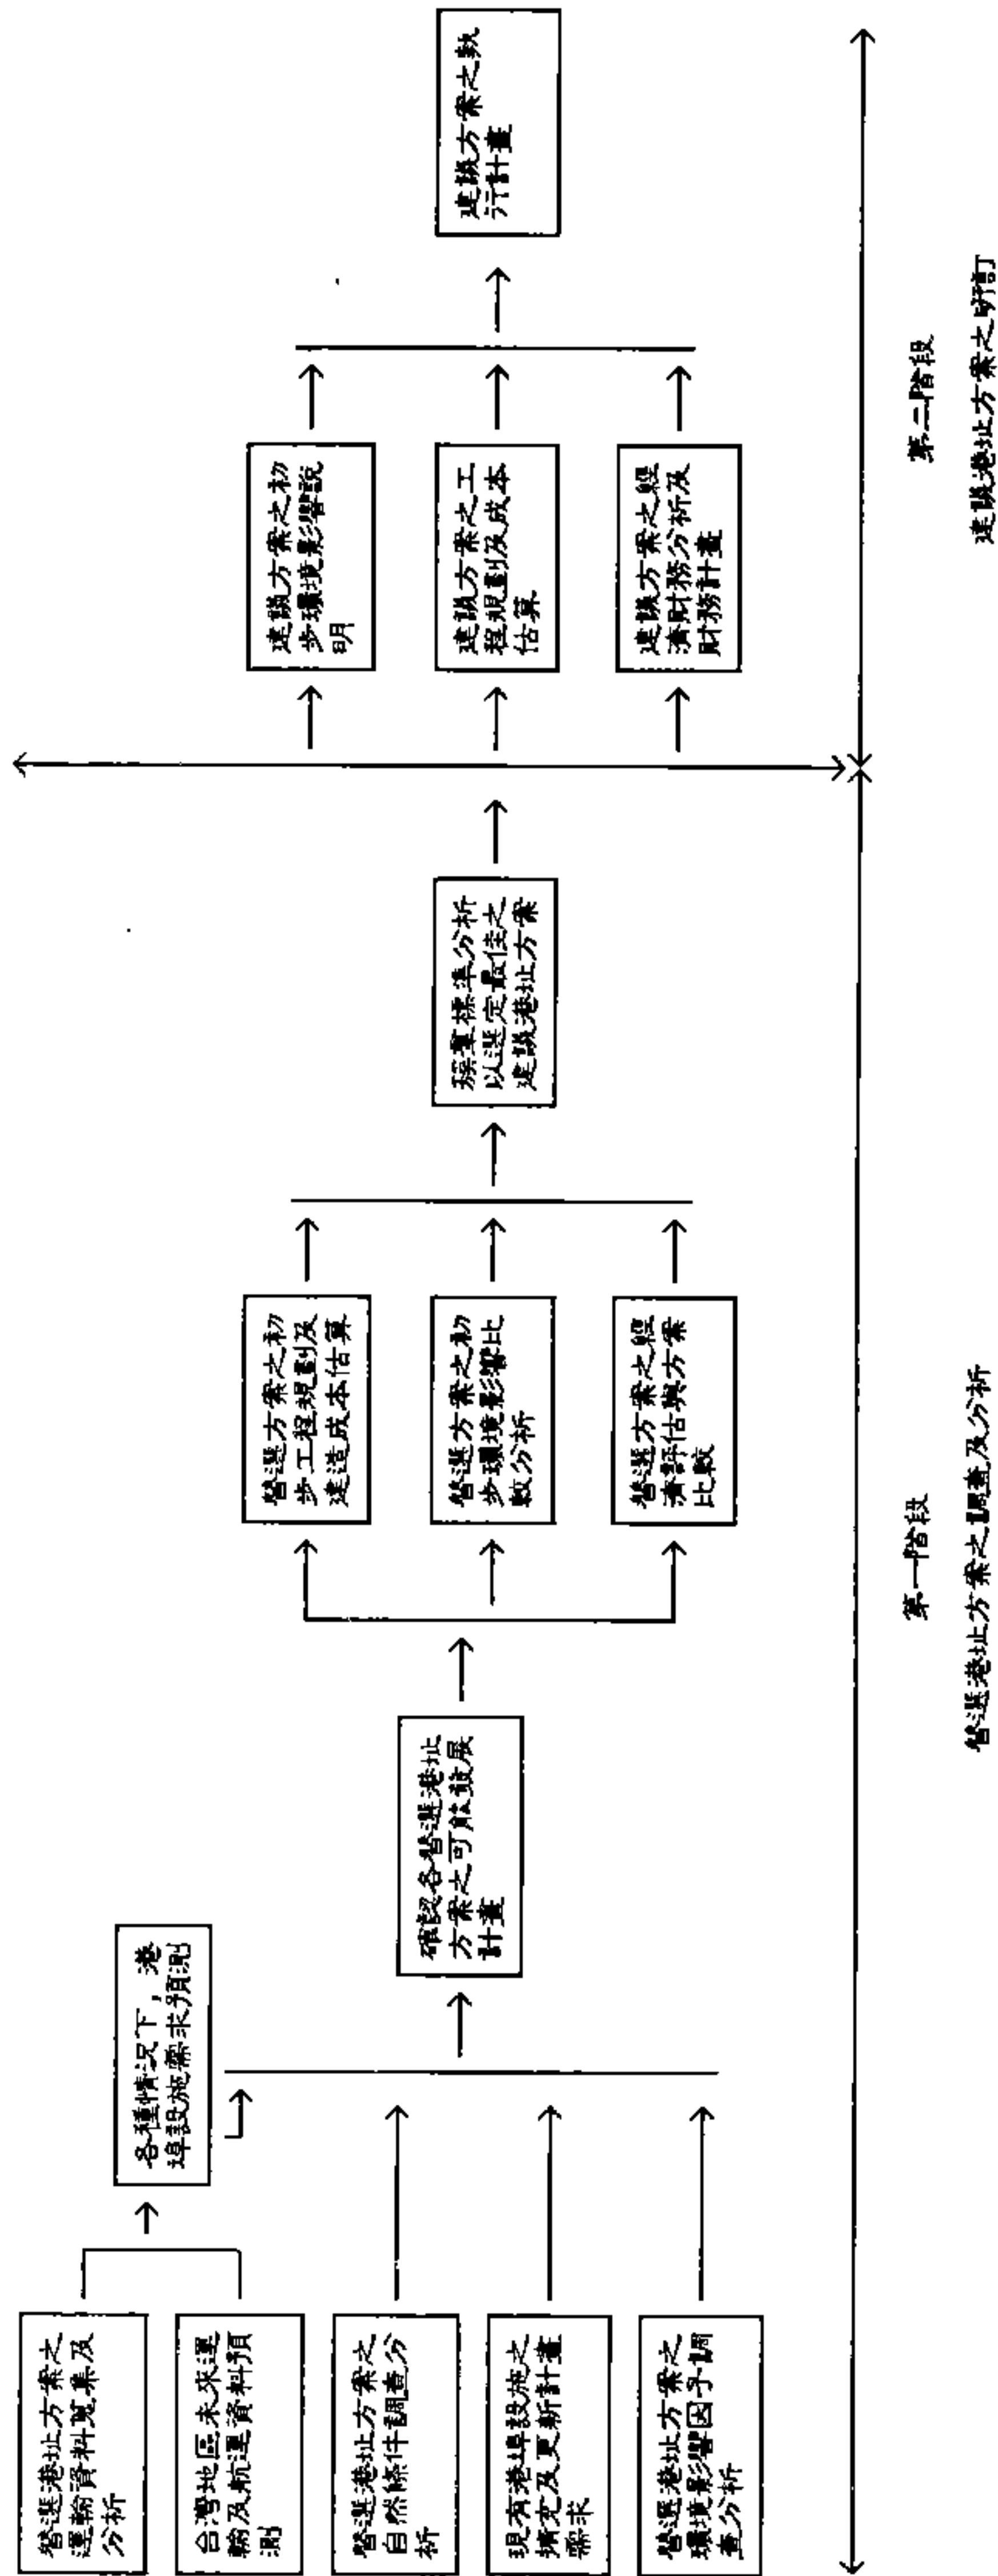 替選港址方案之
運輸資料蒐集及
分析
台灣地區未來運
輸及航運資料預
測
替選港址方案之
自然條件調查分
析
現有港埠設施之
擴充及更新計畫
需求
替選港址方案之
環境影響因子調
查分析
各種情況下，港
埠設施需求預測
確認各替選港址
方案之可能發展
計畫
替選方案之初
步工程規劃及
建造成本估算
替選方案之初
步環境影響比
較分析
替選方案之經
濟評估與方案
比較
標準分析
以選定最佳之
建議港址方案
建議方案之初
步環境影響說
明
建議方案之工
程規劃及成本
估算
建議方案之經
濟財務分析及
財務計畫
建議方案之執
行計畫
第一階段
替選港址方案之調查及分析
第二階段
建議港址方案之研訂